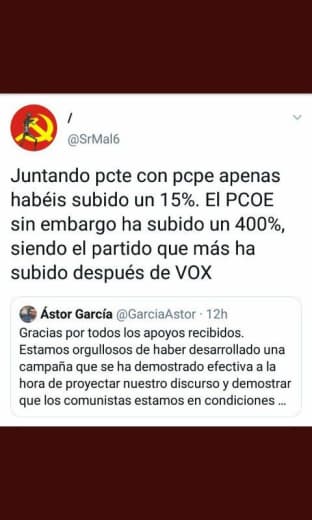 /
@SrMal6
Juntando pcte con pcpe apenas
habéis subido un 15%. El PCOE
sin embargo ha subido un 400%,
siendo el partido que más ha
subido después de VOX
Ástor García @GarciaAstor · 12h
Gracias por todos los apoyos recibidos.
Estamos orgullosos de haber desarrollado una
campaña que se ha demostrado efectiva a la
hora de proyectar nuestro discurso y demostrar
que los comunistas estamos en condiciones ...